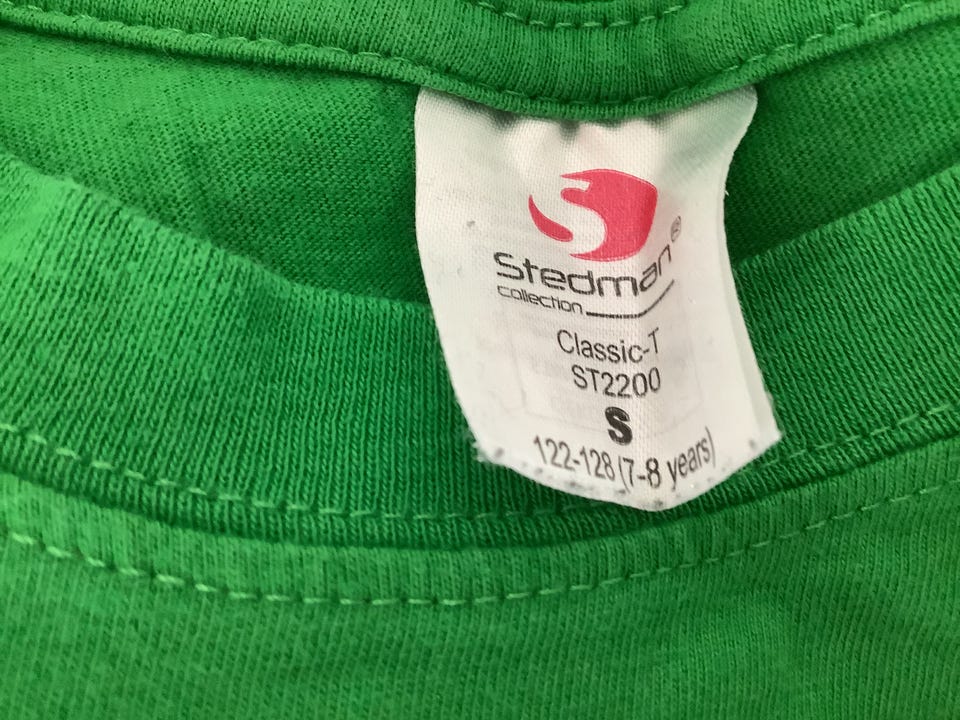 Stedman®
collection
Classic-T
ST2200
S
122-128 (7-8 years)